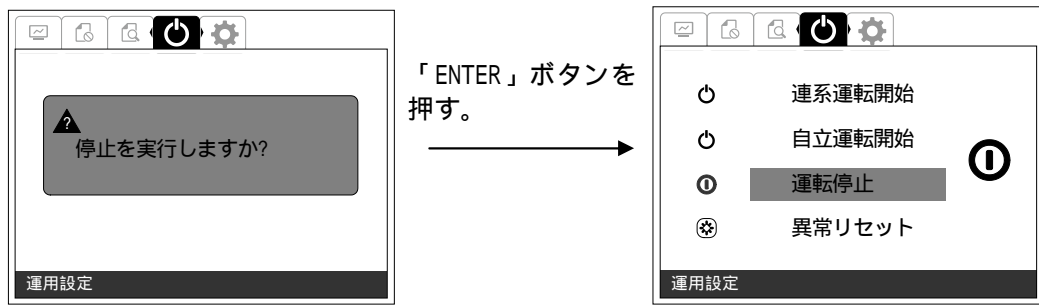 ?
停止を実行しますか?
運用設定
「ENTER」ボタンを
押す。
連系運転開始
自立運転開始
運転停止
異常リセット
運用設定